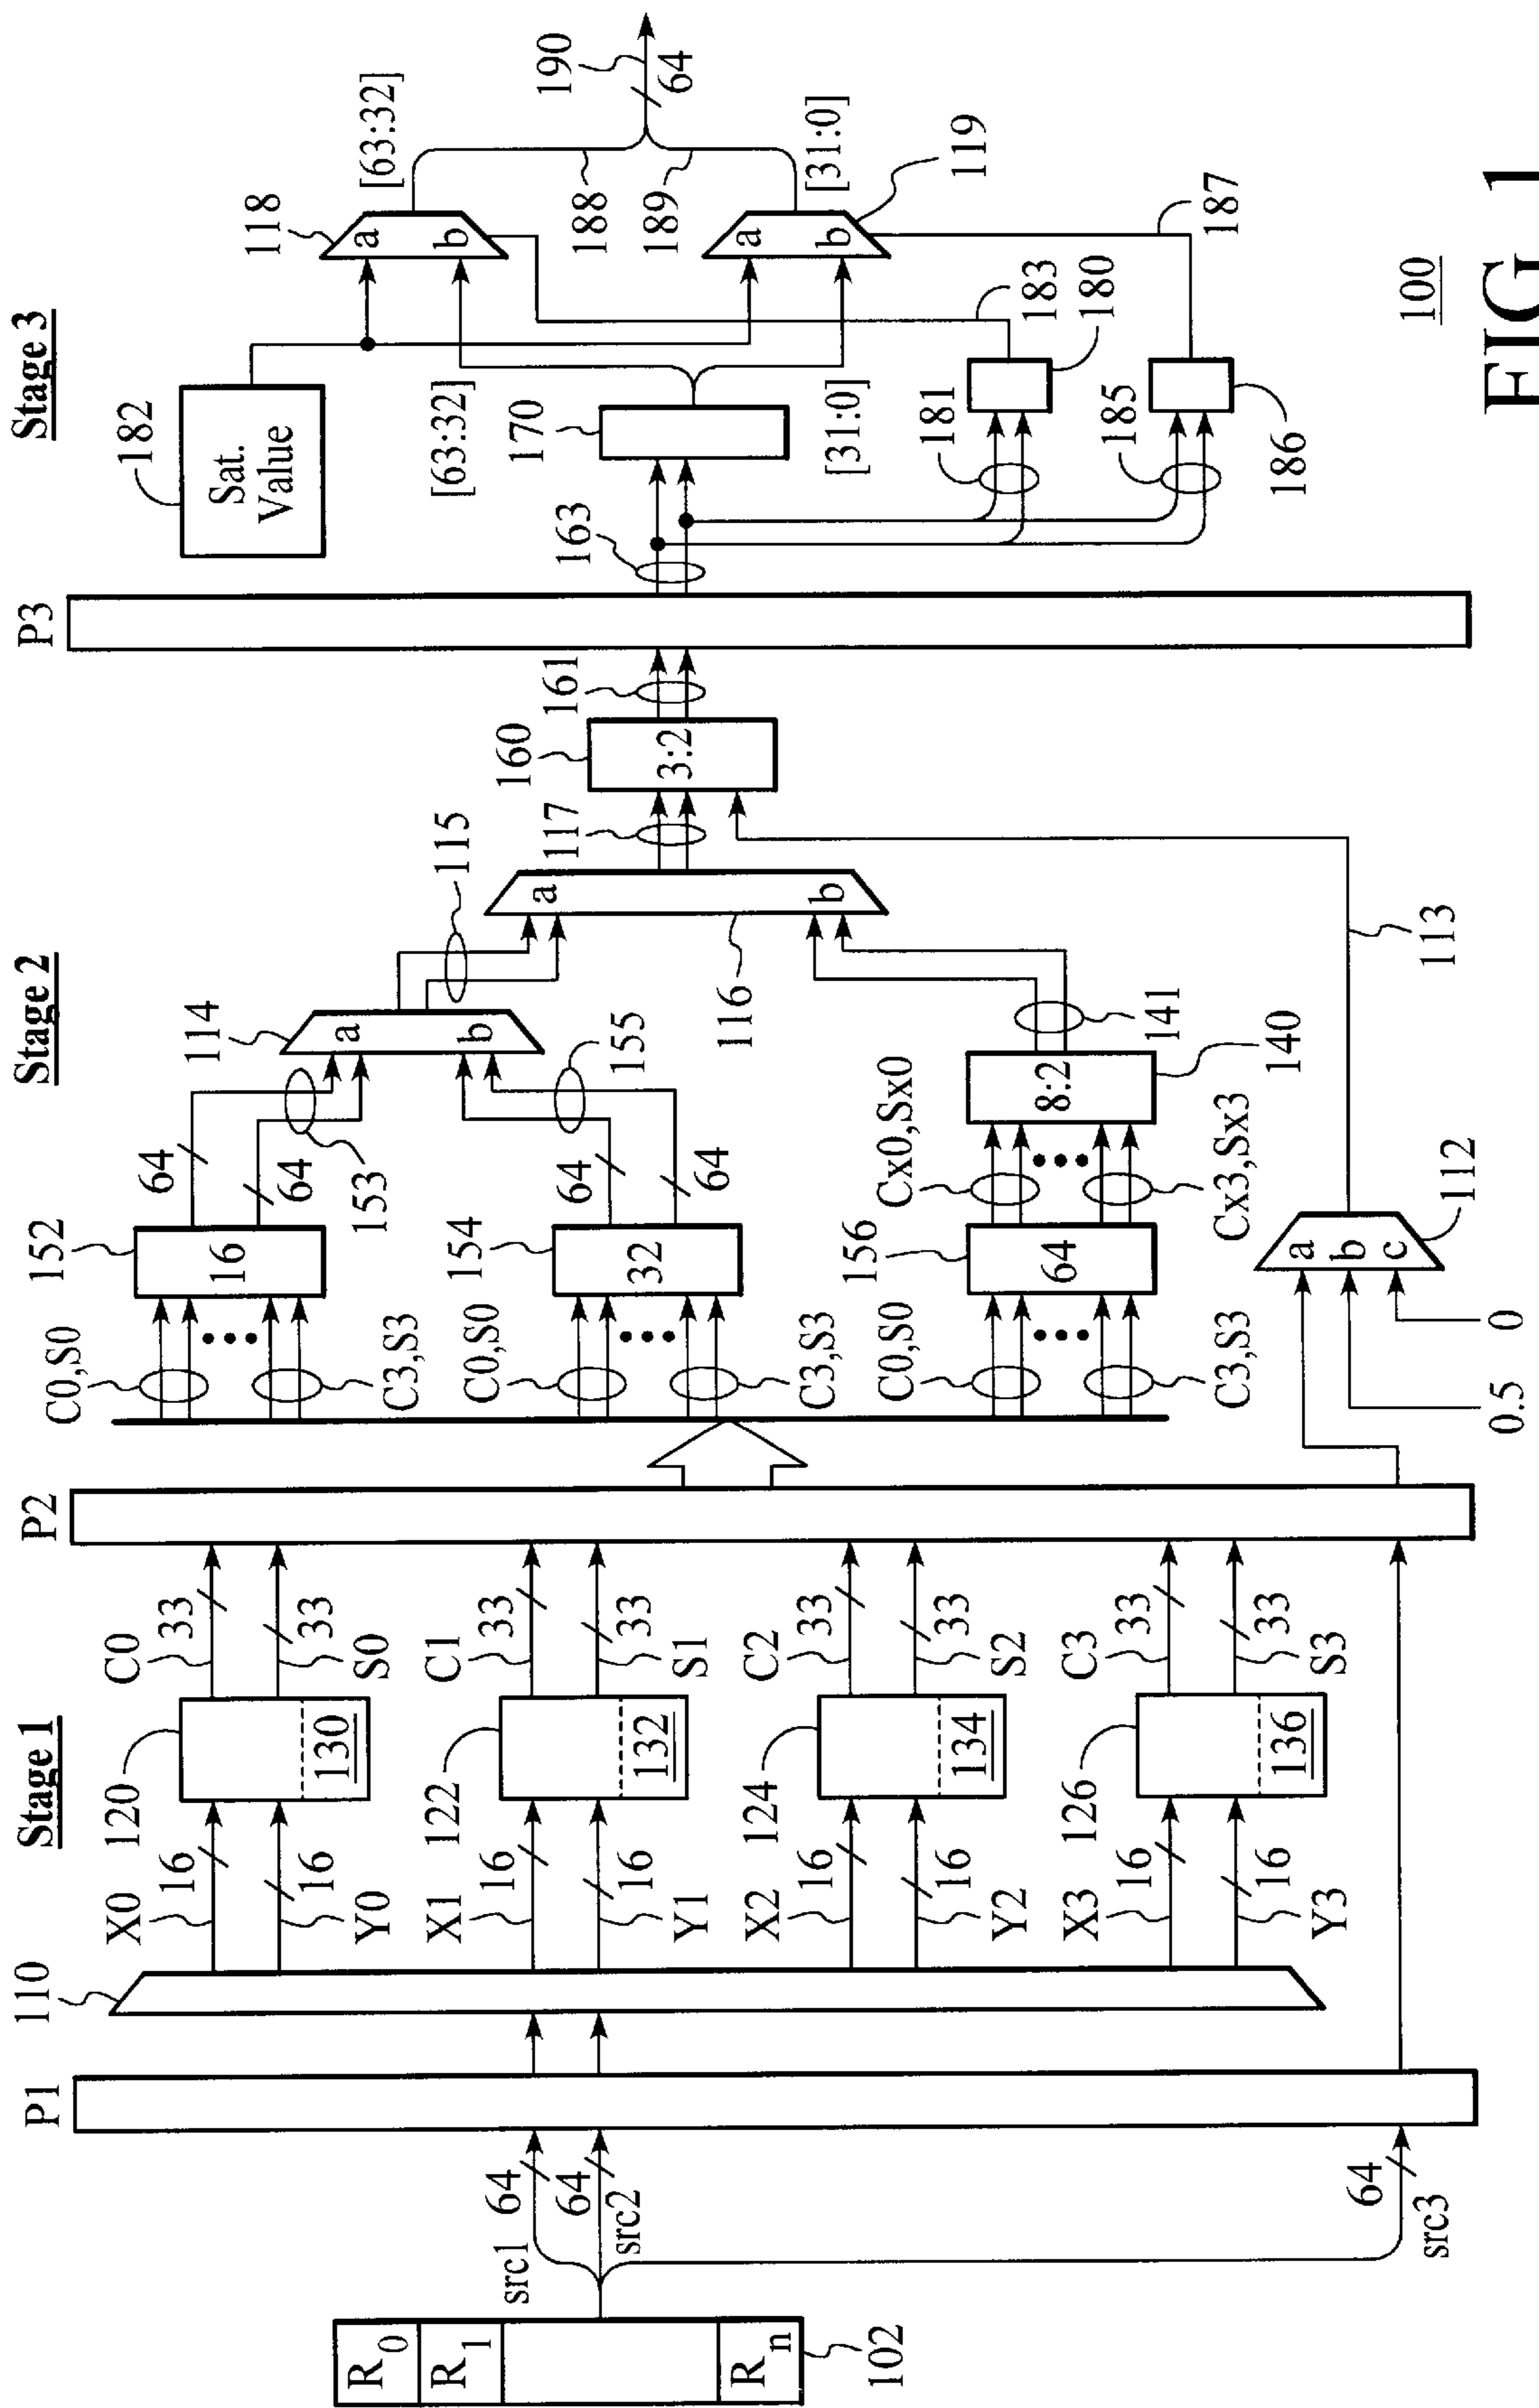 Stage 1
Stage 2
Stage 3
R0
R1
Rn
102
src1
64
64
src2
64
src3
P1
110
X0
16
16
Y0
120
130
C0
33
33
S0
X1
16
16
Y1
122
132
C1
33
33
S1
X2
16
16
Y2
124
134
C2
33
33
S2
X3
16
16
Y3
126
136
C3
33
33
S3
P2
C0,S0
C3,S3
152
16
64
64
153
C0,S0
C3,S3
154
32
64
64
155
C0,S0
C3,S3
156
64
Cx0,Sx0
Cx3,Sx3
8:2
140
141
0.5
0
a
b
c
112
113
114
a
b
115
a
b
116
117
160
3:2
161
P3
163
182
Sat.
Value
170
[63:32]
[31:0]
181
180
183
185
186
187
118
a
b
[63:32]
188
189
a
b
[31:0]
119
190
64
100